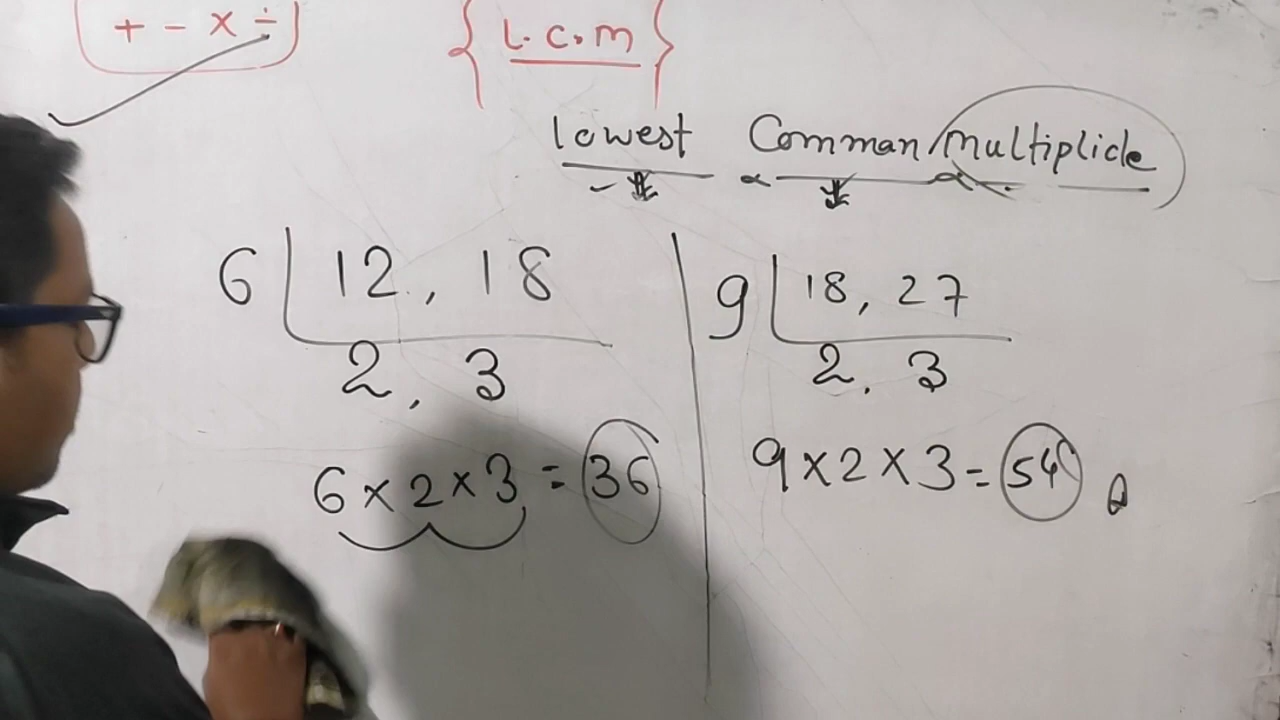 + - × ÷
{ L.C.M }
lowest Comman multiplicle
6 | 12, 18
2, 3
6 × 2 × 3 = 36
9 | 18, 27
2, 3
9 × 2 × 3 = 54